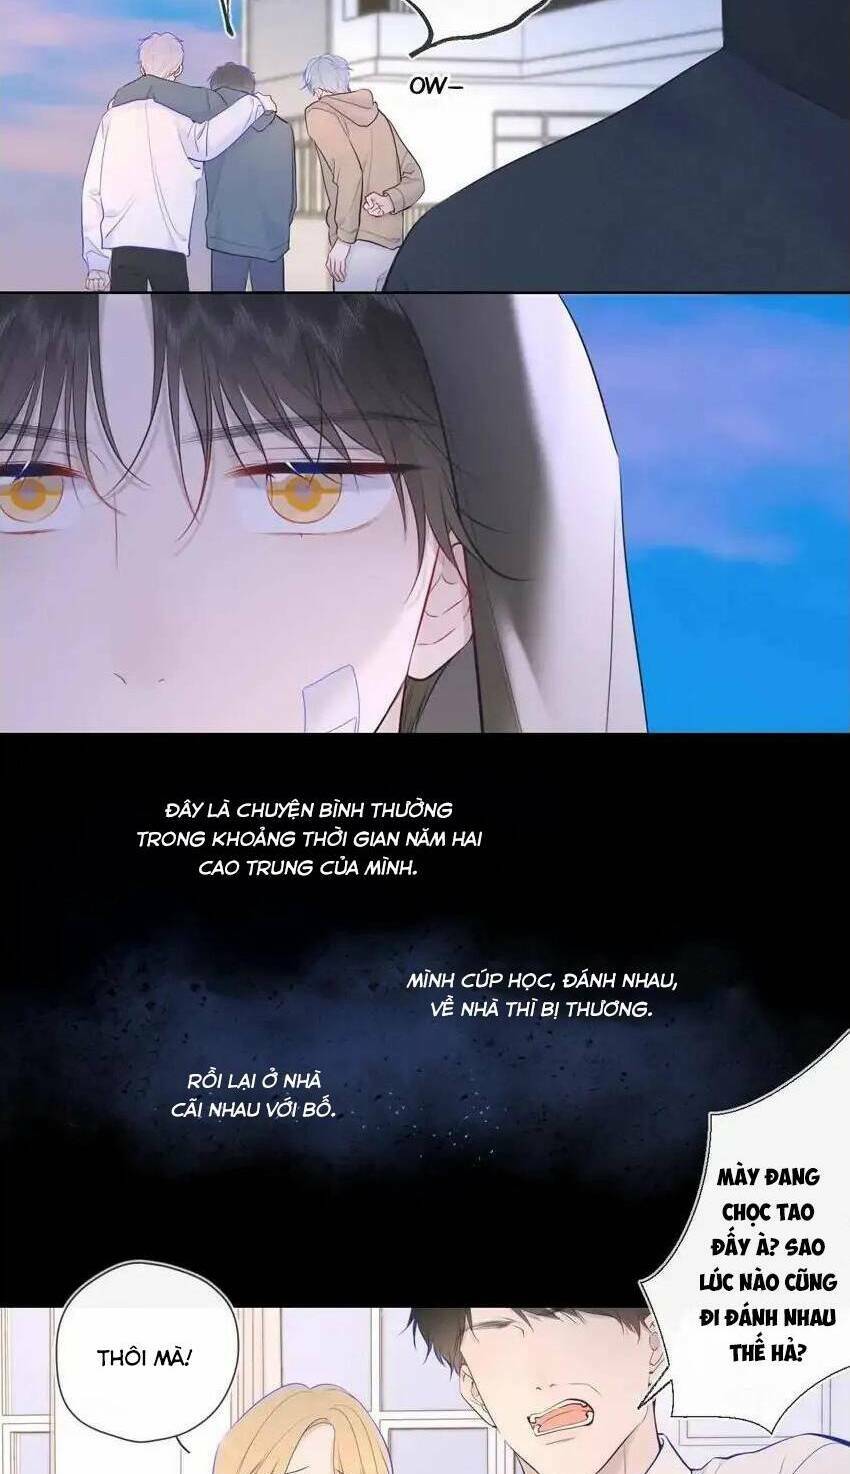 OW-
ĐÂY LÀ CHUYỆN BÌNH THƯỜNG
TRONG KHOẢNG THỜI GIAN NĂM HAI
CAO TRUNG CỦA MÌNH.
MÌNH CÚP HỌC, ĐÁNH NHAU,
VỀ NHÀ THÌ BỊ THƯƠNG.
RỒI LẠI Ở NHÀ
CÃI NHAU VỚI BỐ.
MÀY ĐANG
CHỌC TAO
ĐẤY À? SAO
LÚC NÀO CŨNG
ĐI ĐÁNH NHAU
THẾ HẢ?
THÔI MÀ!